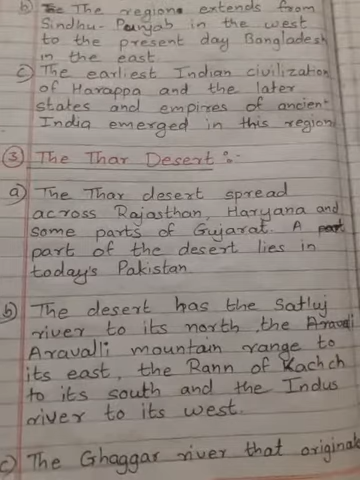 b) The region extends from
Sindhu-Punjab in the west
to the present day Bangladesh
in the east
c) The earliest Indian civilization
of Harappa and the later
states and empires of ancient
India emerged in this region
③ The Thar Desert :-
a) The Thar desert spread
across Rajasthan, Haryana and
some parts of Gujarat. A part
part of the desert lies in
today's Pakistan
b) The desert has the Satluj
river to its north, the Aravalli
Aravalli mountain range to
its east, the Rann of Kachch
to its south and the Indus
river to its west.
c) The Ghaggar river that originate